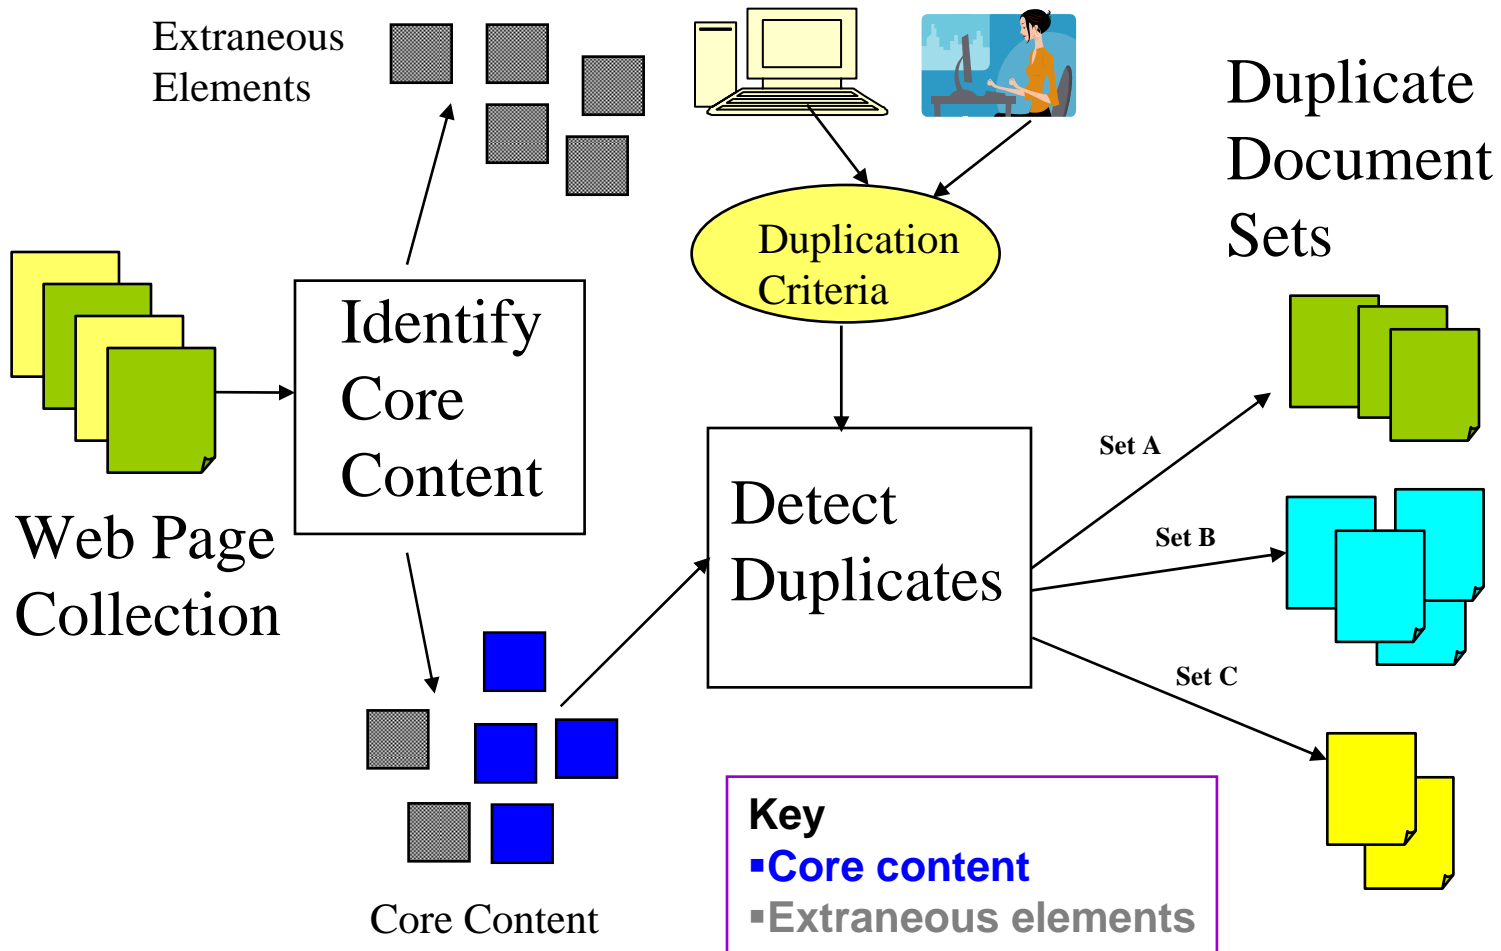 Extraneous
Elements
Duplicate
Document
Sets
Duplication
Criteria
Identify
Core
Content
Web Page
Collection
Detect
Duplicates
Set A
Set B
Set C
Core Content
Key
▪Core content
▪Extraneous elements